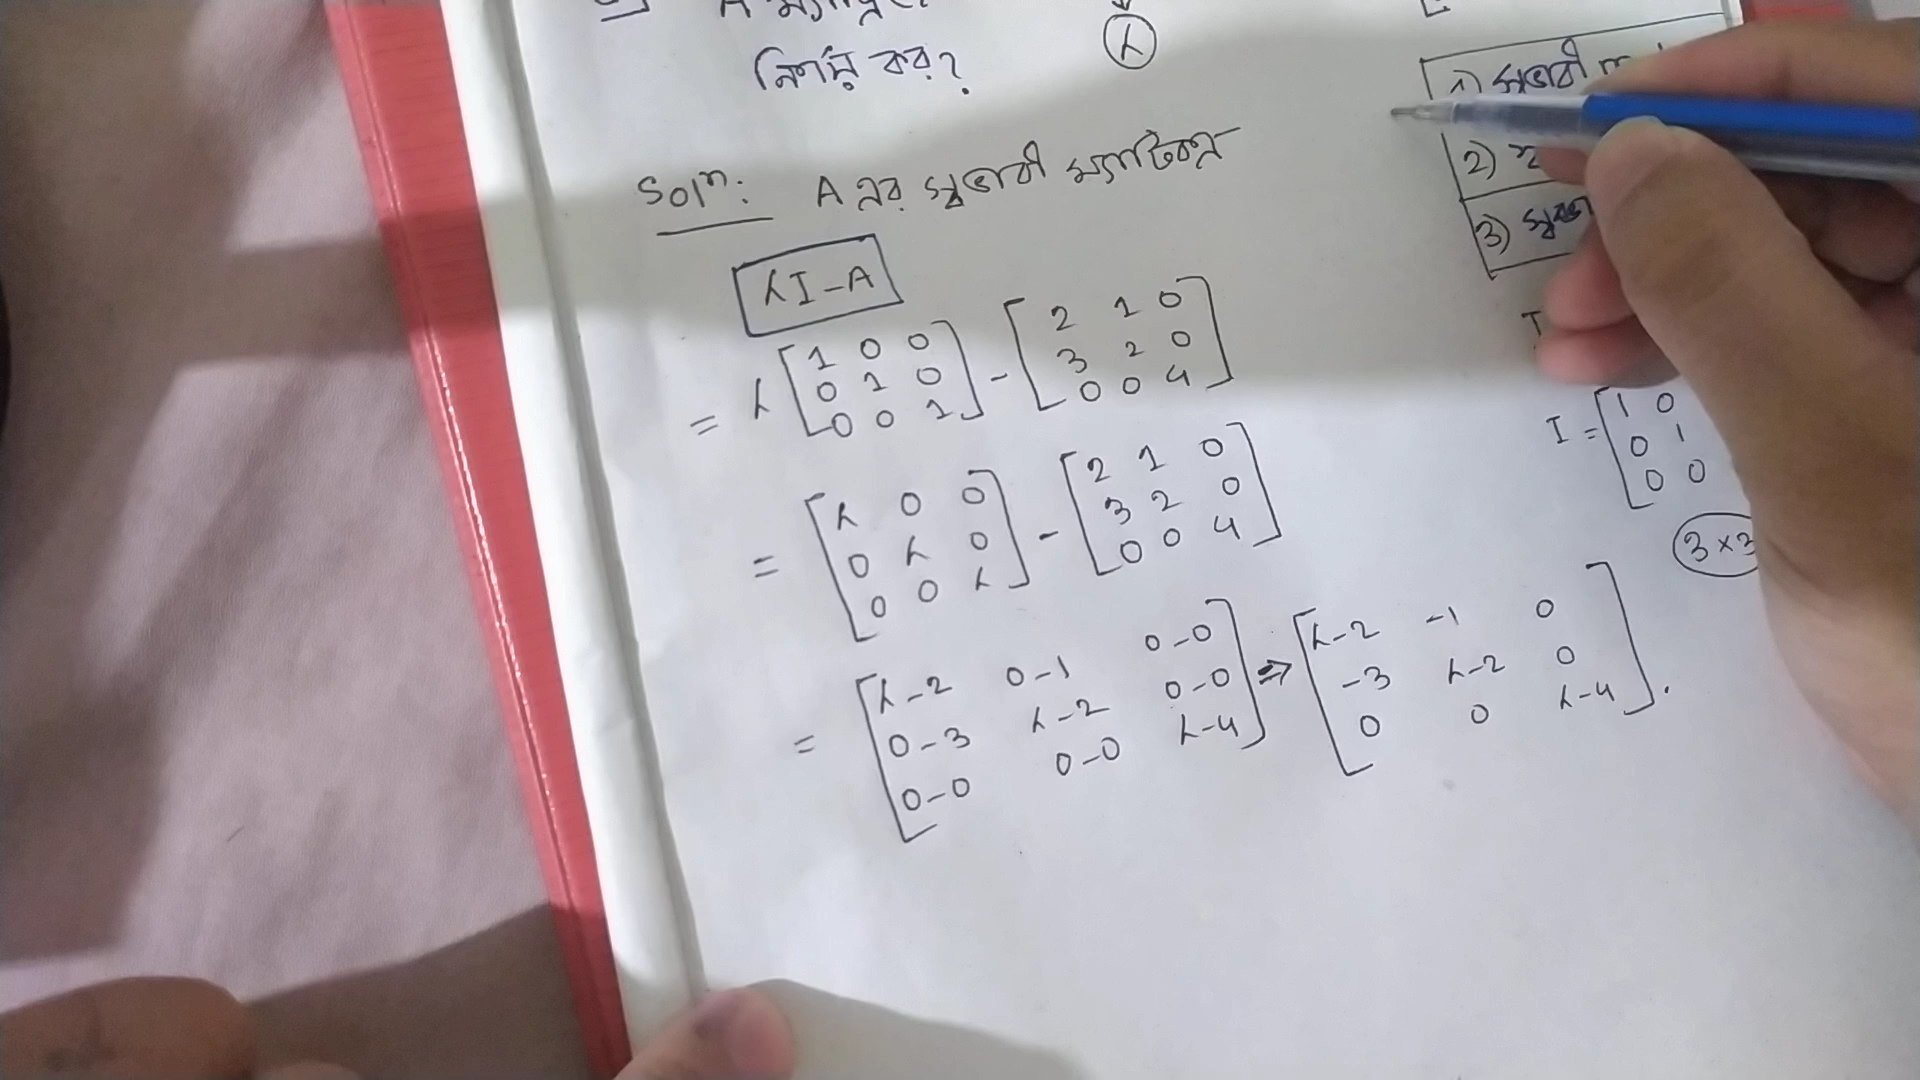 নির্ণয় কর?
λ
Solⁿ: A এর স্বভাবী ম্যাট্রিক্স
λI-A
= λ [1 0 0
0 1 0
0 0 1] - [2 1 0
3 2 0
0 0 4]
= [λ 0 0
0 λ 0
0 0 λ] - [2 1 0
3 2 0
0 0 4]
= [λ-2 0-1 0-0
0-3 λ-2 0-0
0-0 0-0 λ-4] ⇒ [λ-2 -1 0
-3 λ-2 0
0 0 λ-4].
1) স্বভাবী
2)
3)
I = [1 0
0 1
0 0
3×3